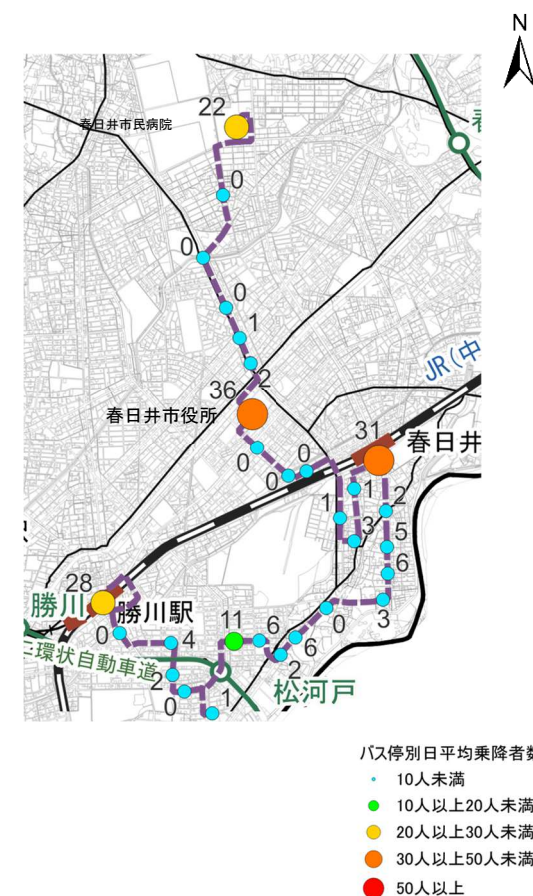 N
22
春日井市民病院
0
0
0
1
2
36
春日井市役所
JR(中
31
春日井
0
0
0
1
1
3
2
5
6
3
28
勝川
勝川駅
0
4
11
6
2
6
0
2
0
1
環状自動車道
松河戸
バス停別日平均乗降者数
10人未満
10人以上20人未満
20人以上30人未満
30人以上50人未満
50人以上